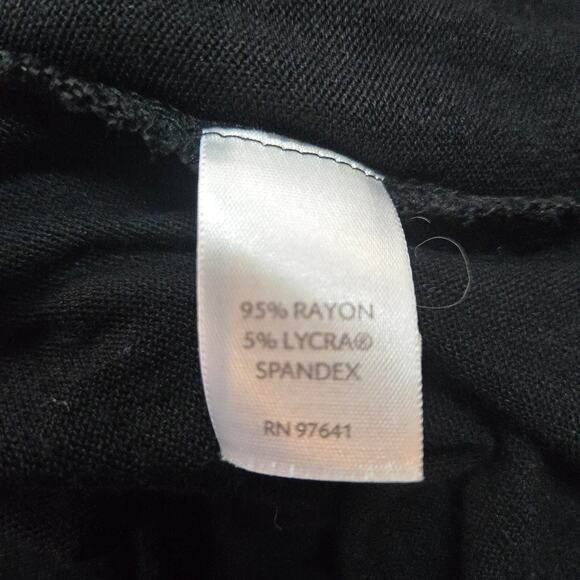 95% RAYON
5% LYCRA®
SPANDEX
RN 97641